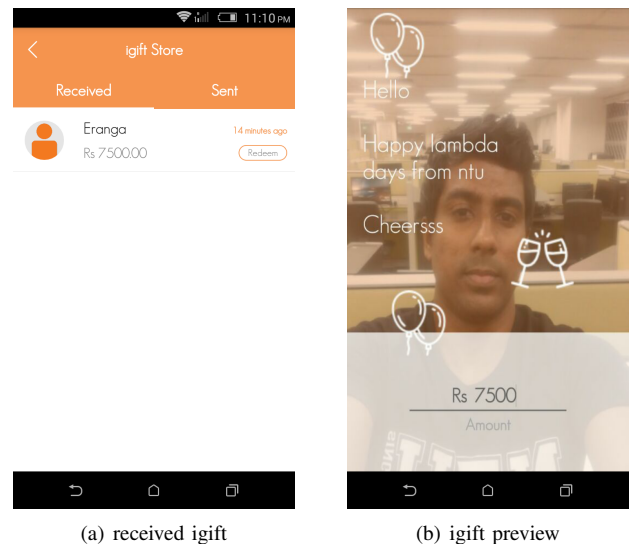 11:10 PM
igift Store
Received
Sent
Eranga
14 minutes ago
Rs 7500.00
Redeem
(a) received igift
Hello
Happy lambda
days from ntu
Cheersss
Rs 7500
Amount
(b) igift preview